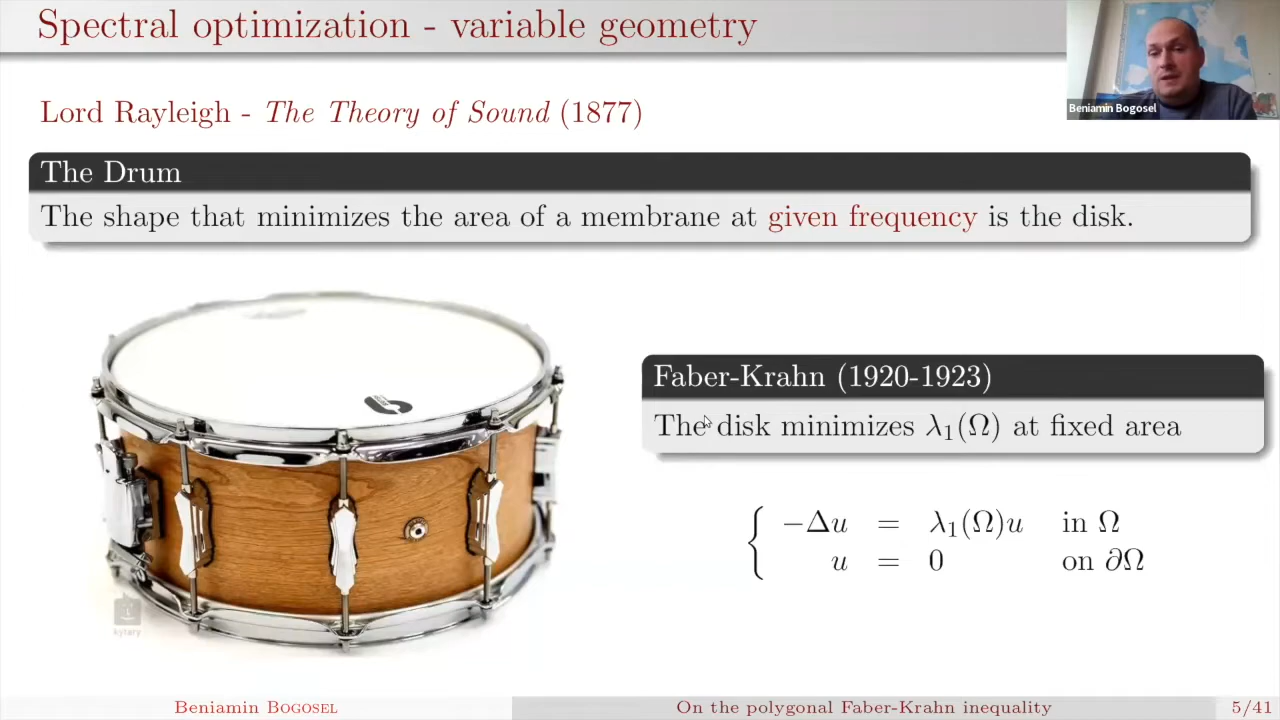 Spectral optimization - variable geometry
Beniamin Bogosel
Lord Rayleigh - The Theory of Sound (1877)
The Drum
The shape that minimizes the area of a membrane at given frequency is the disk.
Faber-Krahn (1920-1923)
The disk minimizes λ₁(Ω) at fixed area
−Δu = λ₁(Ω)u in Ω
u = 0 on ∂Ω
kytary
Beniamin BOGOSEL
On the polygonal Faber-Krahn inequality
5/41